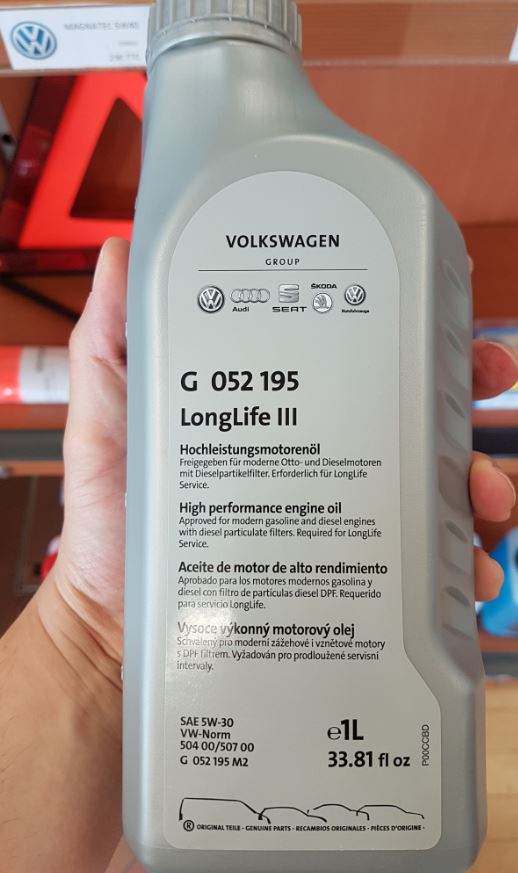 MAGNATEC 5W40
VOLKSWAGEN
GROUP
Audi
SEAT
ŠKODA
Nutzfahrzeuge
G 052 195
LongLife III
Hochleistungsmotorenöl
Freigegeben für moderne Otto- und Dieselmotoren
mit Dieselpartikelfilter. Erforderlich für LongLife
Service.
High performance engine oil
Approved for modern gasoline and diesel engines
with diesel particulate filters. Required for LongLife
Service.
Aceite de motor de alto rendimiento
Aprobado para los motores modernos gasolina y
diesel con filtro de partículas diesel DPF. Requerido
para servicio LongLife.
Vysoce výkonný motorový olej
Schválený pro moderní zážehové i vznětové motory
s DPF filtrem. Vyžadován pro prodloužené servisní
intervaly.
SAE 5W-30
VW-Norm
504 00/507 00
G 052 195 M2
℮1L
33.81 fl oz
P00CCBD
® ORIGINAL TEILE - GENUINE PARTS - RECAMBIOS ORIGINALES - PIÈCES D'ORIGINE -